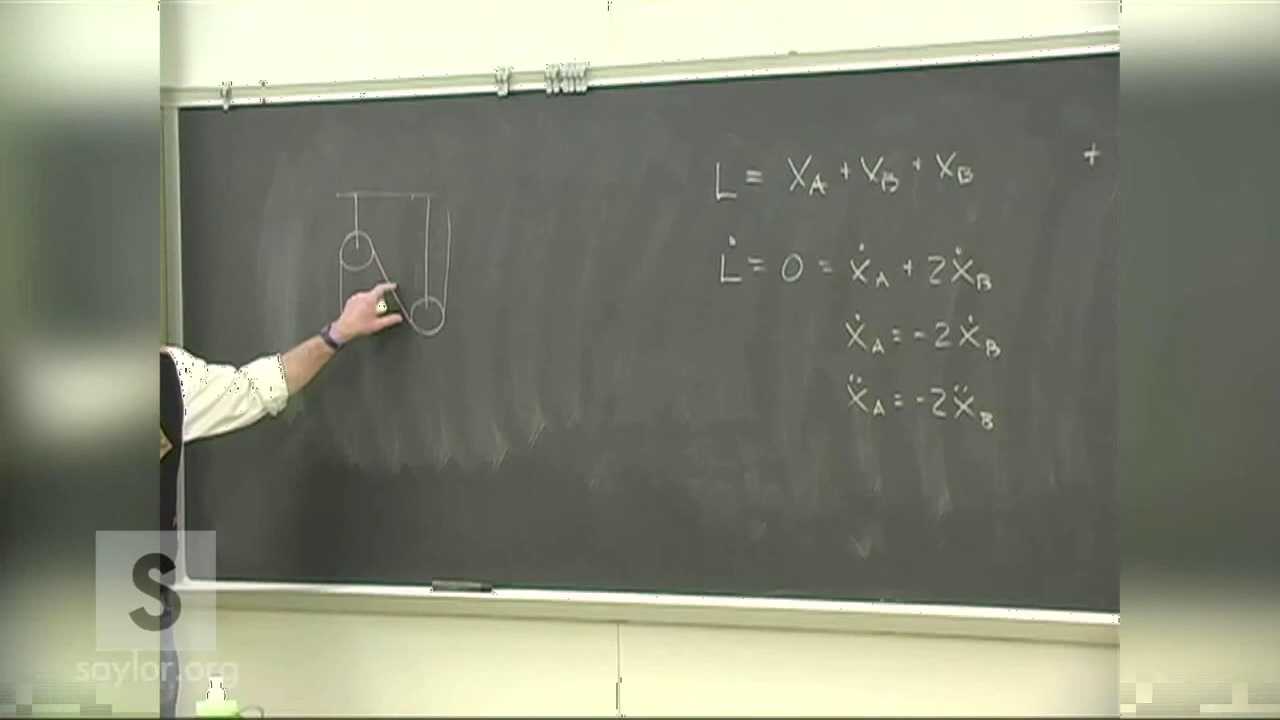 L = X_A + X_B + X_B
+
L̇ = 0 = Ẋ_A + 2Ẋ_B
Ẋ_A = -2Ẋ_B
Ẍ_A = -2Ẍ_B
S
saylor.org